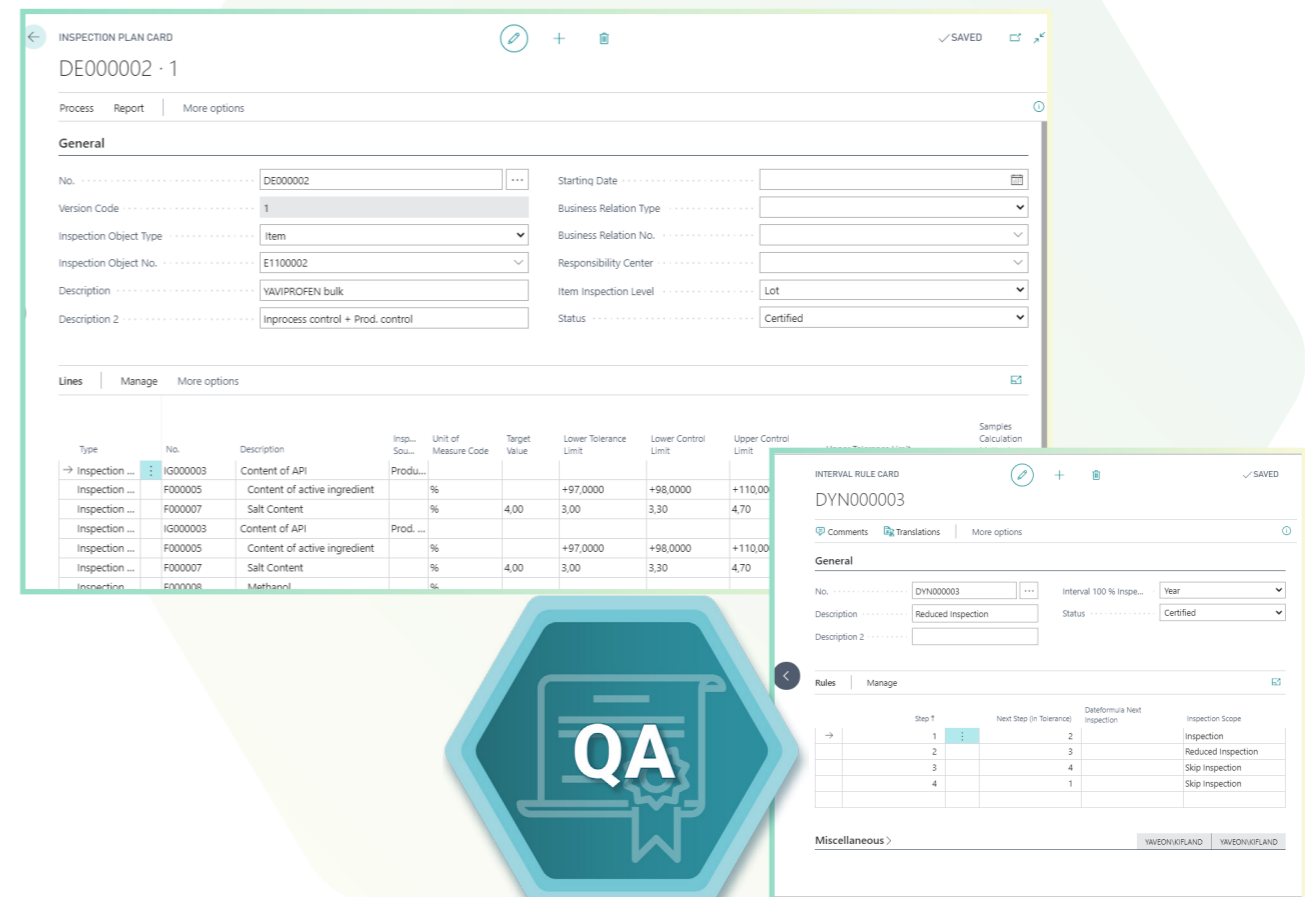 INSPECTION PLAN CARD
SAVED
DE000002 · 1
Process Report More options
General
No. DE000002
Version Code 1
Inspection Object Type Item
Inspection Object No. E1100002
Description YAVIPROFEN bulk
Description 2 Inprocess control + Prod. control
Starting Date
Business Relation Type
Business Relation No.
Responsibility Center
Item Inspection Level Lot
Status Certified
Lines Manage More options
Type No. Description Insp... Sou... Unit of Measure Code Target Value Lower Tolerance Limit Lower Control Limit Upper Control Limit Samples Calculation
Inspection ... IG000003 Content of API Produ...
Inspection ... F000005 Content of active ingredient % +97,0000 +98,0000 +110,00
Inspection ... F000007 Salt Content % 4,00 3,00 3,30 4,70
Inspection ... IG000003 Content of API Prod. ...
Inspection ... F000005 Content of active ingredient % +97,0000 +98,0000 +110,00
Inspection ... F000007 Salt Content % 4,00 3,00 3,30 4,70
Inspection F000008 Methanol %
QA
INTERVAL RULE CARD
SAVED
DYN000003
Comments Translations More options
General
No. DYN000003
Description Reduced Inspection
Description 2
Interval 100 % Inspe... Year
Status Certified
Rules Manage
Step ↑ Next Step (In Tolerance) Dateformula Next Inspection Inspection Scope
1 2 Inspection
2 3 Reduced Inspection
3 4 Skip Inspection
4 1 Skip Inspection
Miscellaneous
YAVEON\KIFLAND YAVEON\KIFLAND